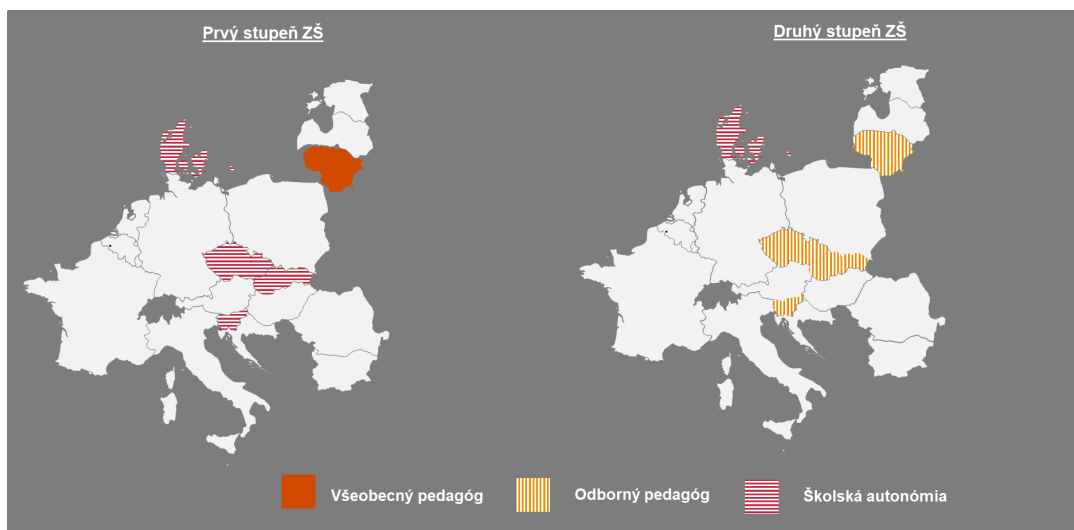 Prvý stupeň ZŠ
Druhý stupeň ZŠ
Všeobecný pedagóg
Odborný pedagóg
Školská autonómia